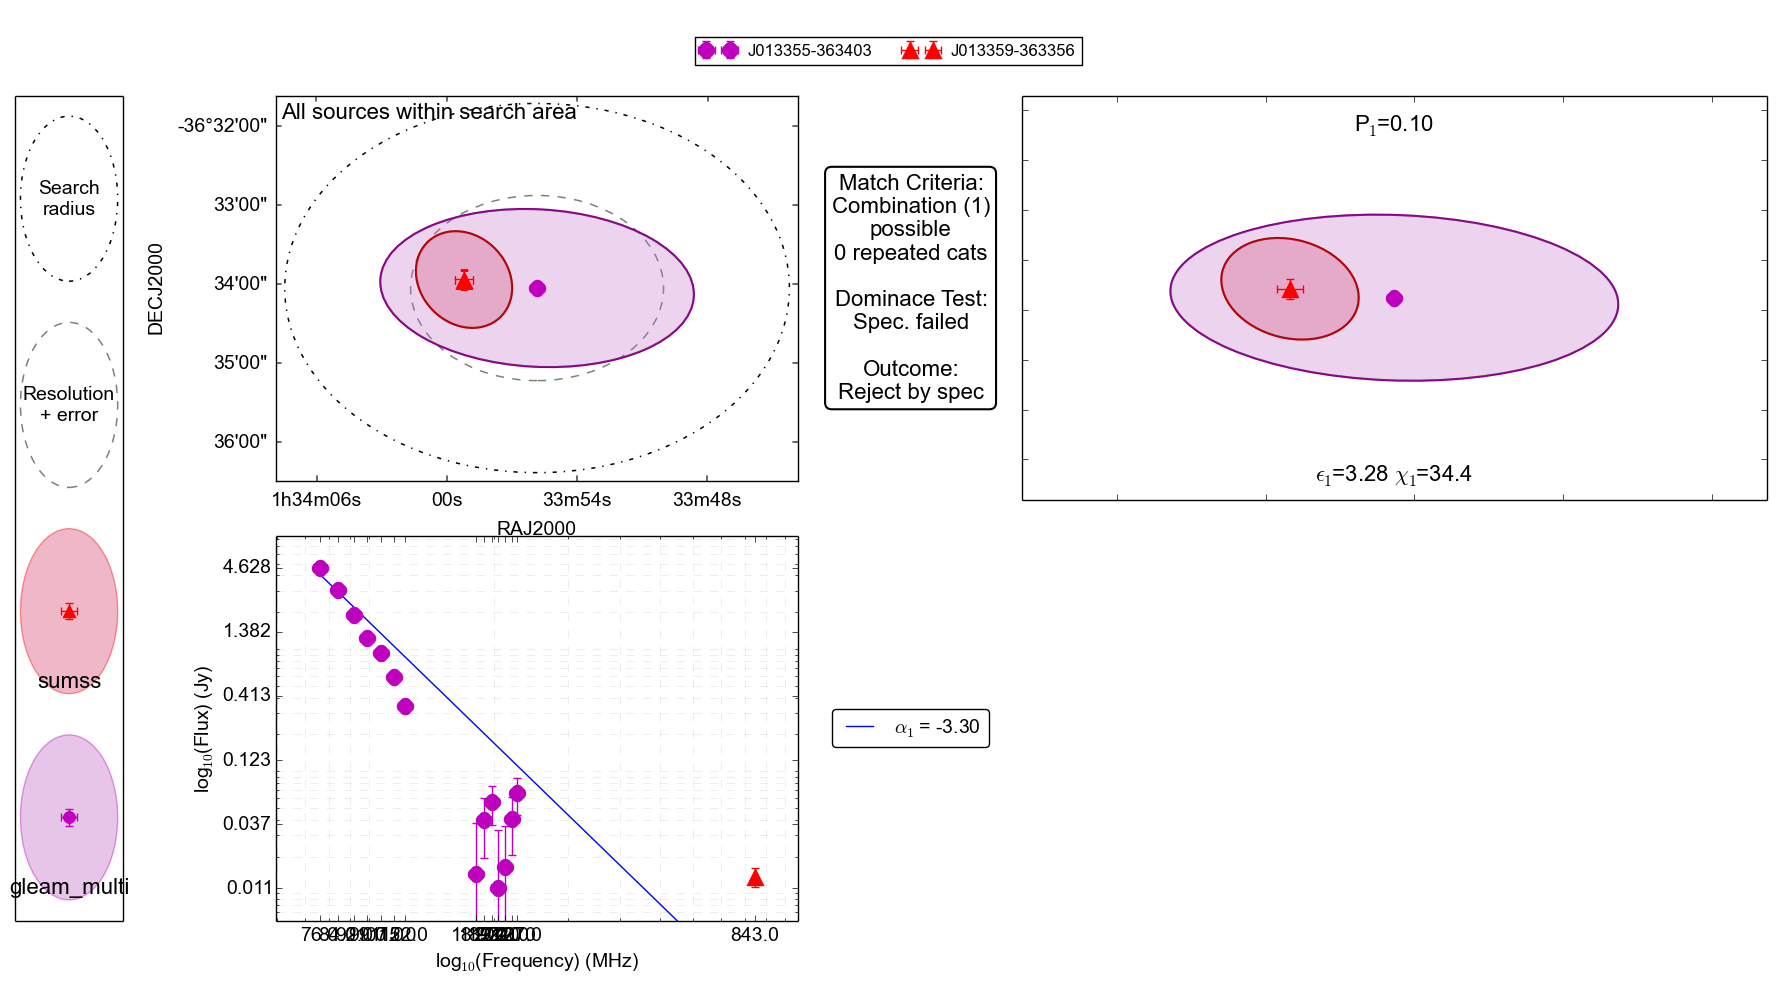 J013355-363403
J013359-363356
Search
radius
Resolution
+ error
sumss
gleam_multi
All sources within search area
-36°32'00"
33'00"
34'00"
35'00"
36'00"
DECJ2000
1h34m06s
00s
33m54s
33m48s
RAJ2000
Match Criteria:
Combination (1)
possible
0 repeated cats
Dominace Test:
Spec. failed
Outcome:
Reject by spec
P₁=0.10
ϵ₁=3.28 χ₁=34.4
4.628
1.382
0.413
0.123
0.037
0.011
log₁₀(Flux) (Jy)
843.0
log₁₀(Frequency) (MHz)
α₁ = -3.30